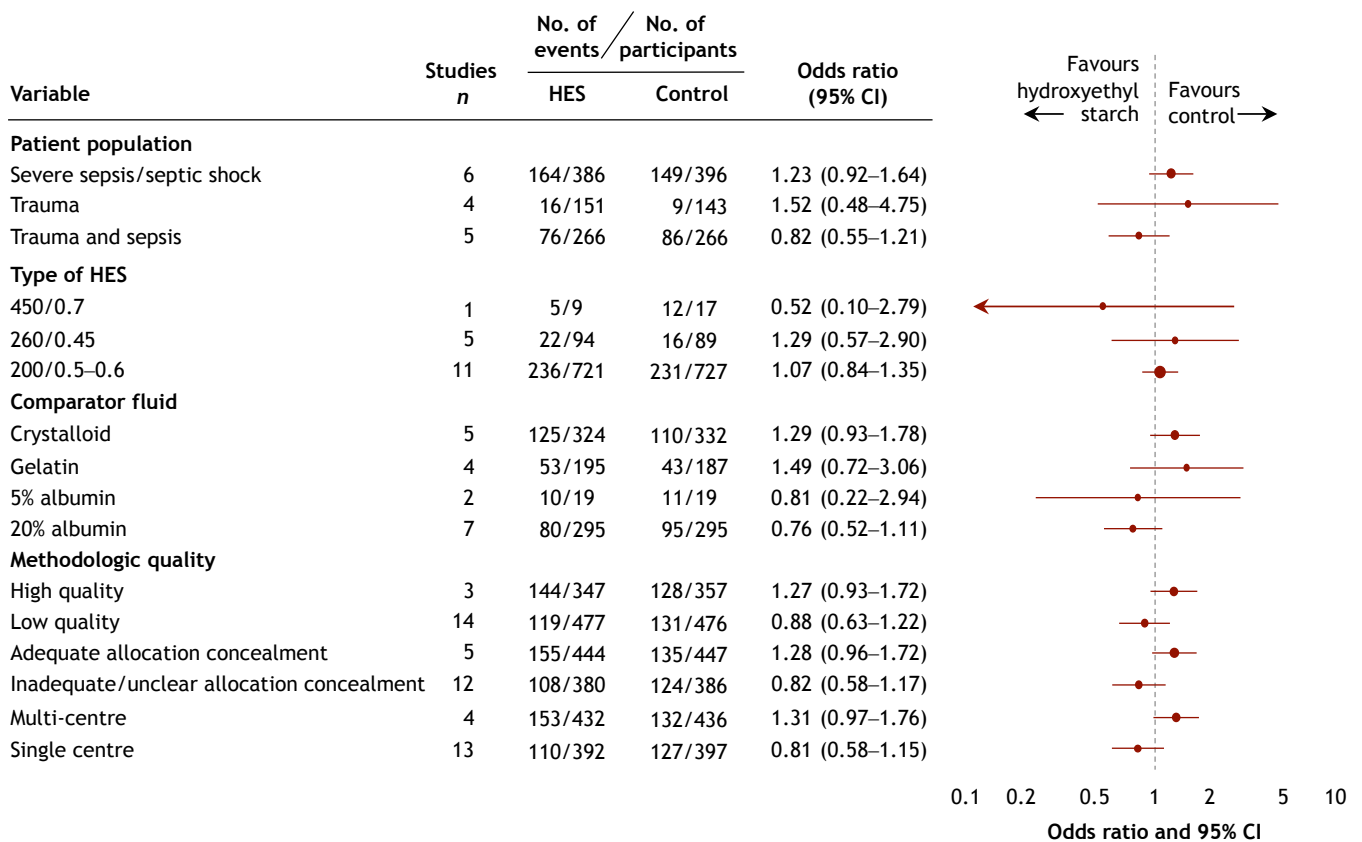 No. of events / No. of participants
Variable Studies n HES Control Odds ratio (95% CI)
Favours hydroxyethyl starch
Favours control
Patient population
Severe sepsis/septic shock 6 164/386 149/396 1.23 (0.92–1.64)
Trauma 4 16/151 9/143 1.52 (0.48–4.75)
Trauma and sepsis 5 76/266 86/266 0.82 (0.55–1.21)
Type of HES
450/0.7 1 5/9 12/17 0.52 (0.10–2.79)
260/0.45 5 22/94 16/89 1.29 (0.57–2.90)
200/0.5–0.6 11 236/721 231/727 1.07 (0.84–1.35)
Comparator fluid
Crystalloid 5 125/324 110/332 1.29 (0.93–1.78)
Gelatin 4 53/195 43/187 1.49 (0.72–3.06)
5% albumin 2 10/19 11/19 0.81 (0.22–2.94)
20% albumin 7 80/295 95/295 0.76 (0.52–1.11)
Methodologic quality
High quality 3 144/347 128/357 1.27 (0.93–1.72)
Low quality 14 119/477 131/476 0.88 (0.63–1.22)
Adequate allocation concealment 5 155/444 135/447 1.28 (0.96–1.72)
Inadequate/unclear allocation concealment 12 108/380 124/386 0.82 (0.58–1.17)
Multi-centre 4 153/432 132/436 1.31 (0.97–1.76)
Single centre 13 110/392 127/397 0.81 (0.58–1.15)
0.1 0.2 0.5 1 2 5 10
Odds ratio and 95% CI